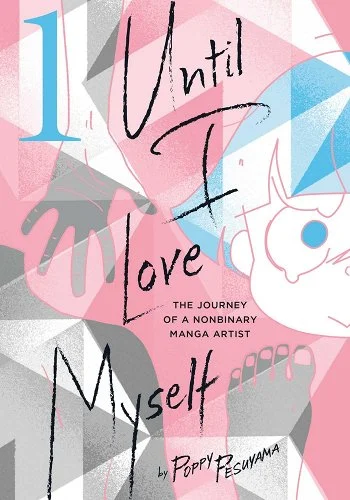 1
Until
I
Love
THE JOURNEY
OF A NONBINARY
MANGA ARTIST
Myself
by POPPY PESUYAMA